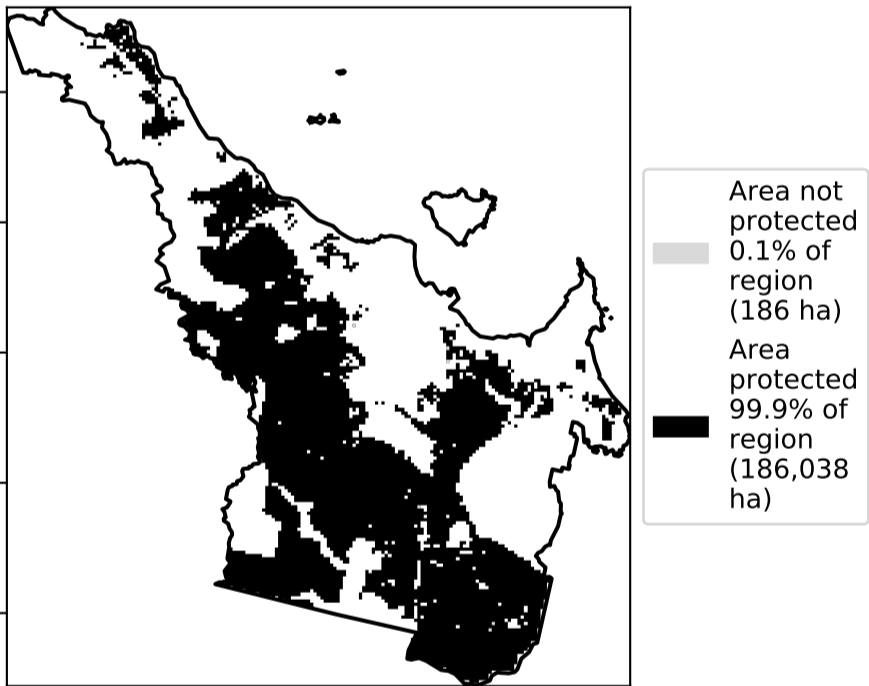 Area not
protected
0.1% of
region
(186 ha)
Area
protected
99.9% of
region
(186,038
ha)